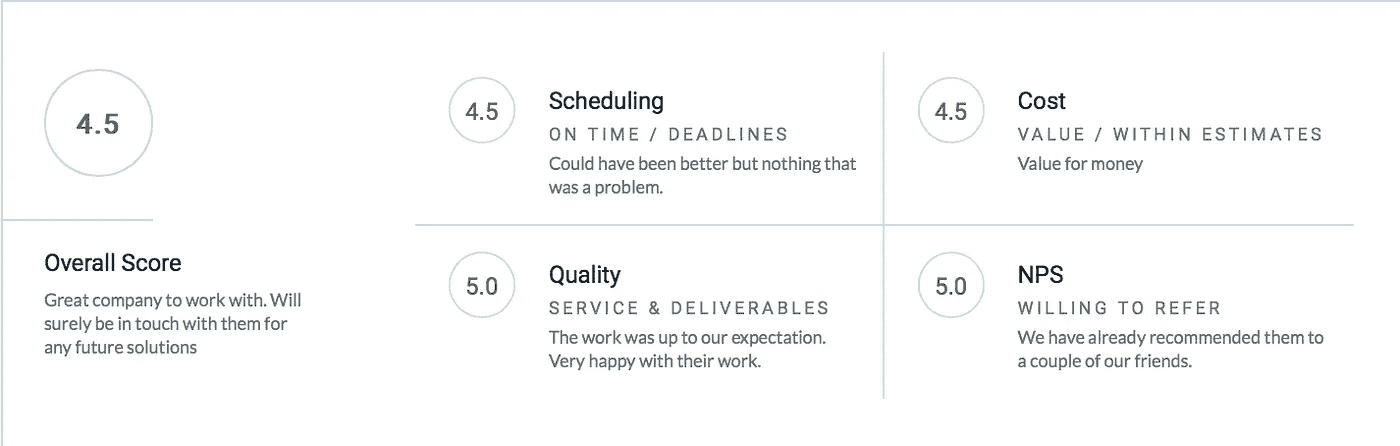 4.5
Overall Score
Great company to work with. Will
surely be in touch with them for
any future solutions
4.5
Scheduling
ON TIME / DEADLINES
Could have been better but nothing that
was a problem.
4.5
Cost
VALUE / WITHIN ESTIMATES
Value for money
5.0
Quality
SERVICE & DELIVERABLES
The work was up to our expectation.
Very happy with their work.
5.0
NPS
WILLING TO REFER
We have already recommended them to
a couple of our friends.